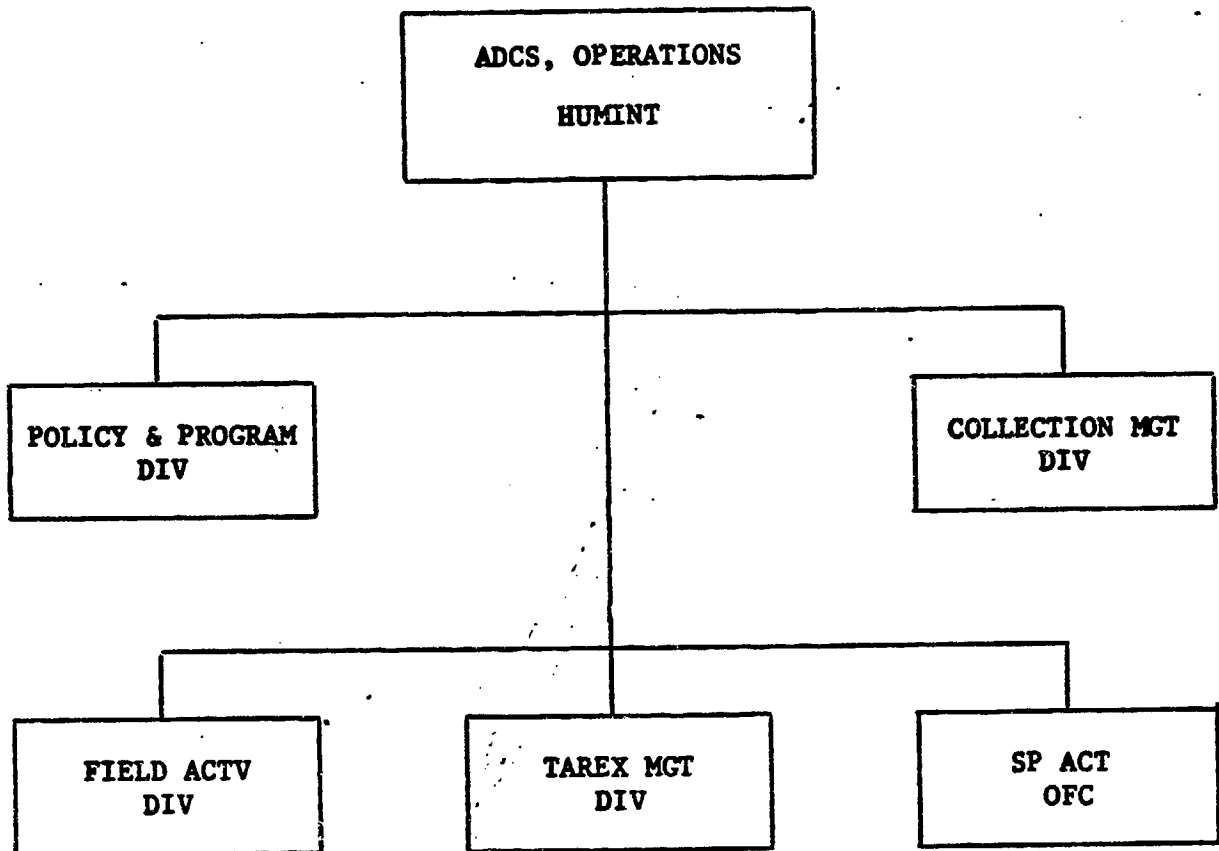 ADCS, OPERATIONS
HUMINT
POLICY & PROGRAM
DIV
COLLECTION MGT
DIV
FIELD ACTV
DIV
TAREX MGT
DIV
SP ACT
OFC